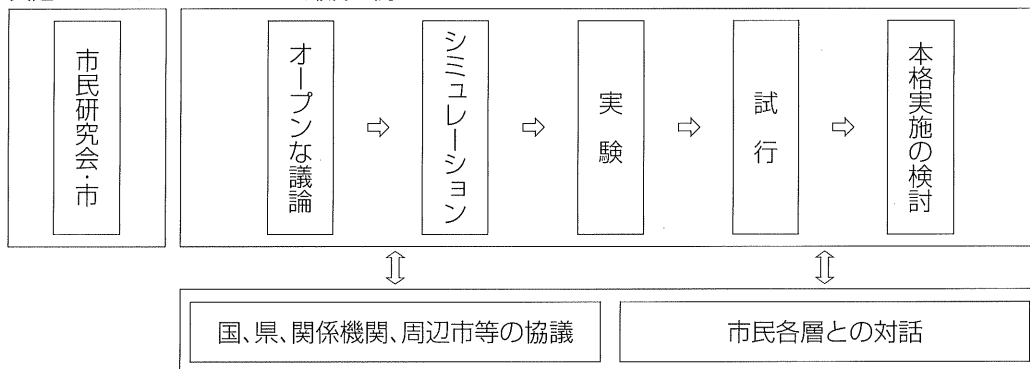 市民研究会・市
オープンな議論
シミュレーション
実験
試行
本格実施の検討
国、県、関係機関、周辺市等の協議
市民各層との対話